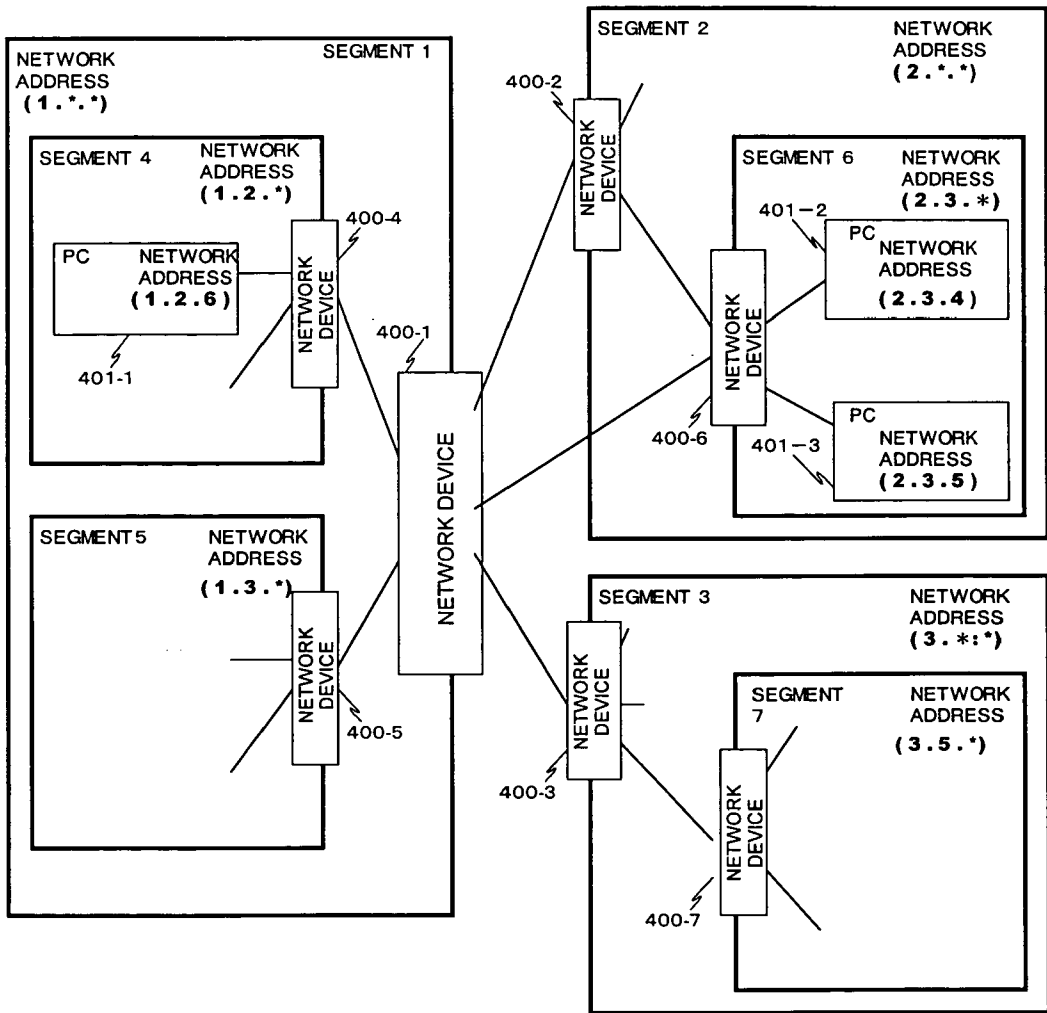 SEGMENT 1
NETWORK
ADDRESS
(1.*.*)
SEGMENT 4
NETWORK
ADDRESS
(1.2.*)
PC
NETWORK
ADDRESS
(1.2.6)
401-1
NETWORK
DEVICE
400-4
400-1
NETWORK DEVICE
SEGMENT5
NETWORK
ADDRESS
(1.3.*)
NETWORK
DEVICE
400-5
SEGMENT 2
NETWORK
ADDRESS
(2.*.*)
400-2
NETWORK
DEVICE
SEGMENT 6
NETWORK
ADDRESS
(2.3.*)
401-2
PC
NETWORK
ADDRESS
(2.3.4)
NETWORK
DEVICE
400-6
PC
NETWORK
ADDRESS
(2.3.5)
401-3
SEGMENT 3
NETWORK
ADDRESS
(3.*:*)
NETWORK
DEVICE
400-3
SEGMENT
7
NETWORK
ADDRESS
(3.5.*)
NETWORK
DEVICE
400-7